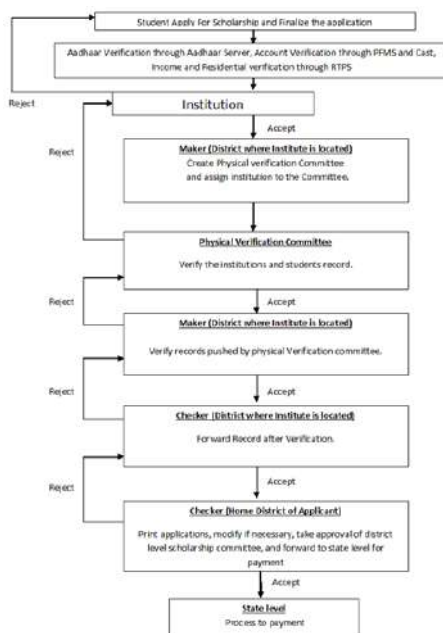 Student Apply For Scholarship and Finalize the application
Aadhaar Verification through Aadhaar Server, Account Verification through PFMS and Cast,
Income and Residential verification through RTPS
Reject
Institution
Accept
Reject
Maker (District where Institute is located)
Create Physical verification Committee
and assign institution to the Committee.
Physical Verification Committee
Verify the institutions and students record.
Accept
Reject
Maker (District where Institute is located)
Verify records pushed by physical Verification committee.
Accept
Reject
Checker (District where Institute is located)
Forward Record after Verification.
Accept
Reject
Checker (Home District of Applicant)
Print applications, modify if necessary, take approval of district
level scholarship committee, and forward to state level for
payment
Accept
State level
Process to payment